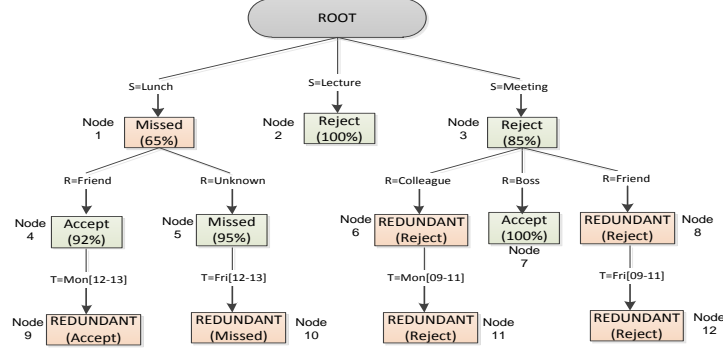 ROOT
S=Lunch
S=Lecture
S=Meeting
Node
1
Missed
(65%)
Node
2
Reject
(100%)
Node
3
Reject
(85%)
R=Friend
R=Unknown
R=Colleague
R=Boss
R=Friend
Node
4
Accept
(92%)
Node
5
Missed
(95%)
Node
6
REDUNDANT
(Reject)
Accept
(100%)
Node
7
REDUNDANT
(Reject)
Node
8
T=Mon[12-13]
T=Fri[12-13]
T=Mon[09-11]
T=Fri[09-11]
Node
9
REDUNDANT
(Accept)
REDUNDANT
(Missed)
Node
10
REDUNDANT
(Reject)
Node
11
REDUNDANT
(Reject)
Node
12